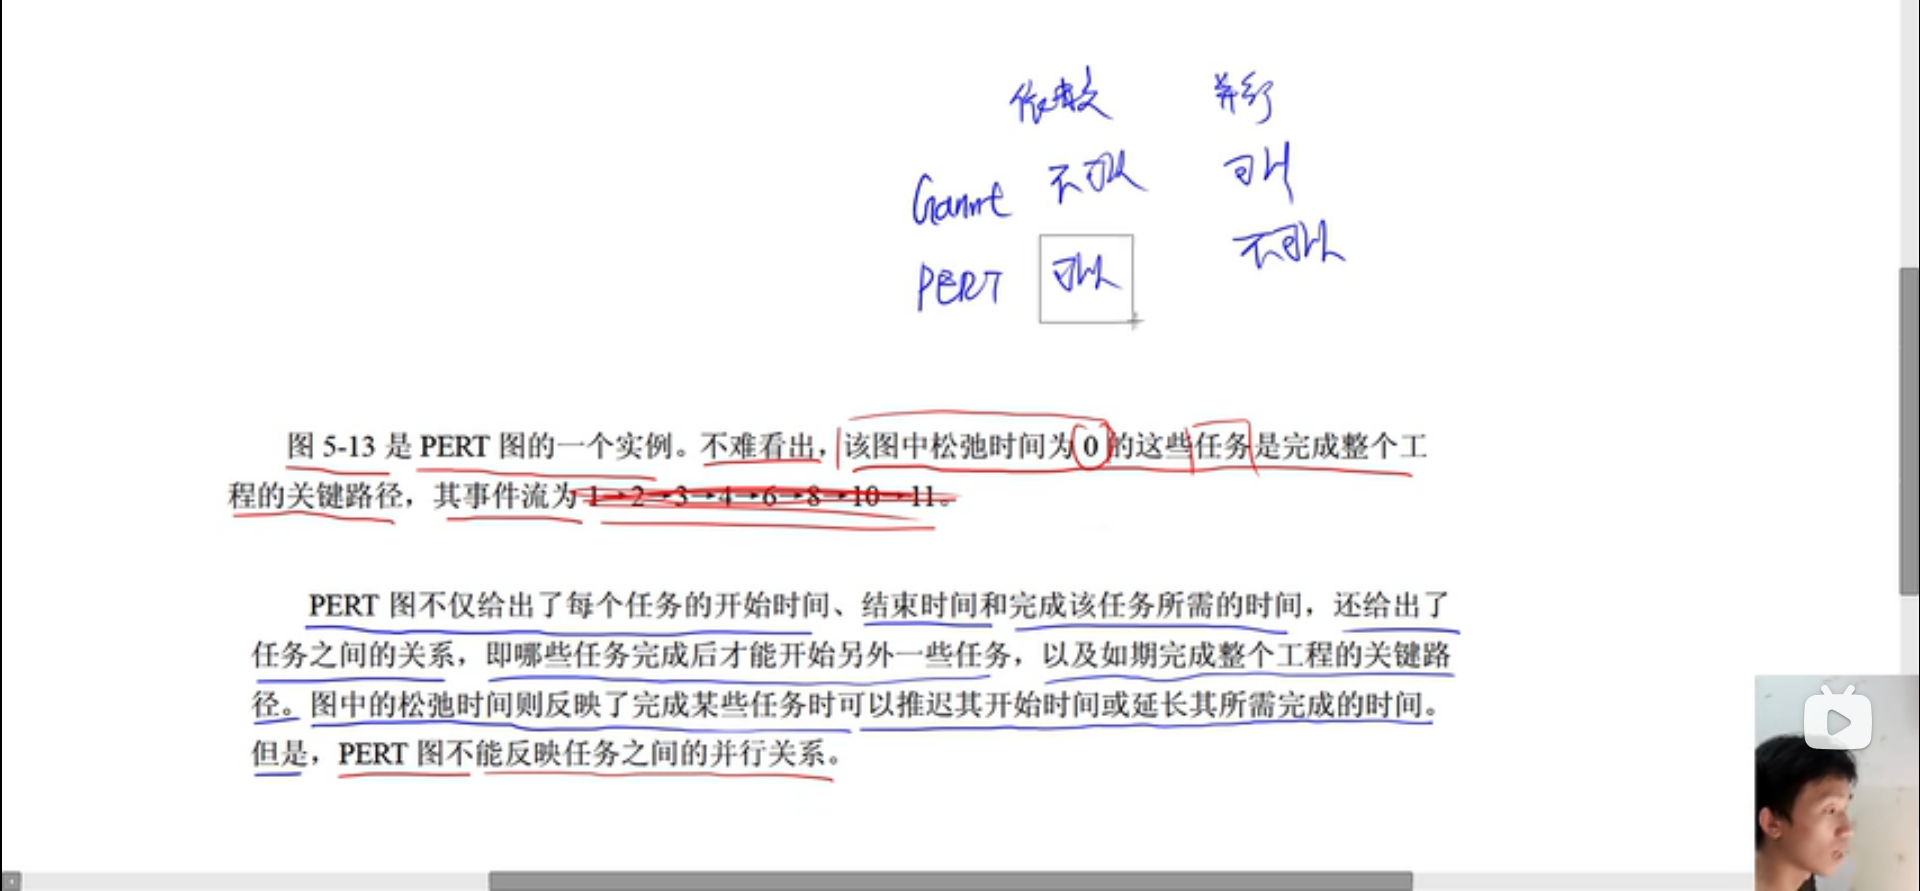 依赖 并行
Gannt 不可以 可以
PERT 可以 不可以
图 5-13 是 PERT 图的一个实例。不难看出，该图中松弛时间为 0 的这些任务是完成整个工
程的关键路径，其事件流为 1→2→3→4→6→8→10→11。
PERT 图不仅给出了每个任务的开始时间、结束时间和完成该任务所需的时间，还给出了
任务之间的关系，即哪些任务完成后才能开始另外一些任务，以及如期完成整个工程的关键路
径。图中的松弛时间则反映了完成某些任务时可以推迟其开始时间或延长其所需完成的时间。
但是，PERT 图不能反映任务之间的并行关系。